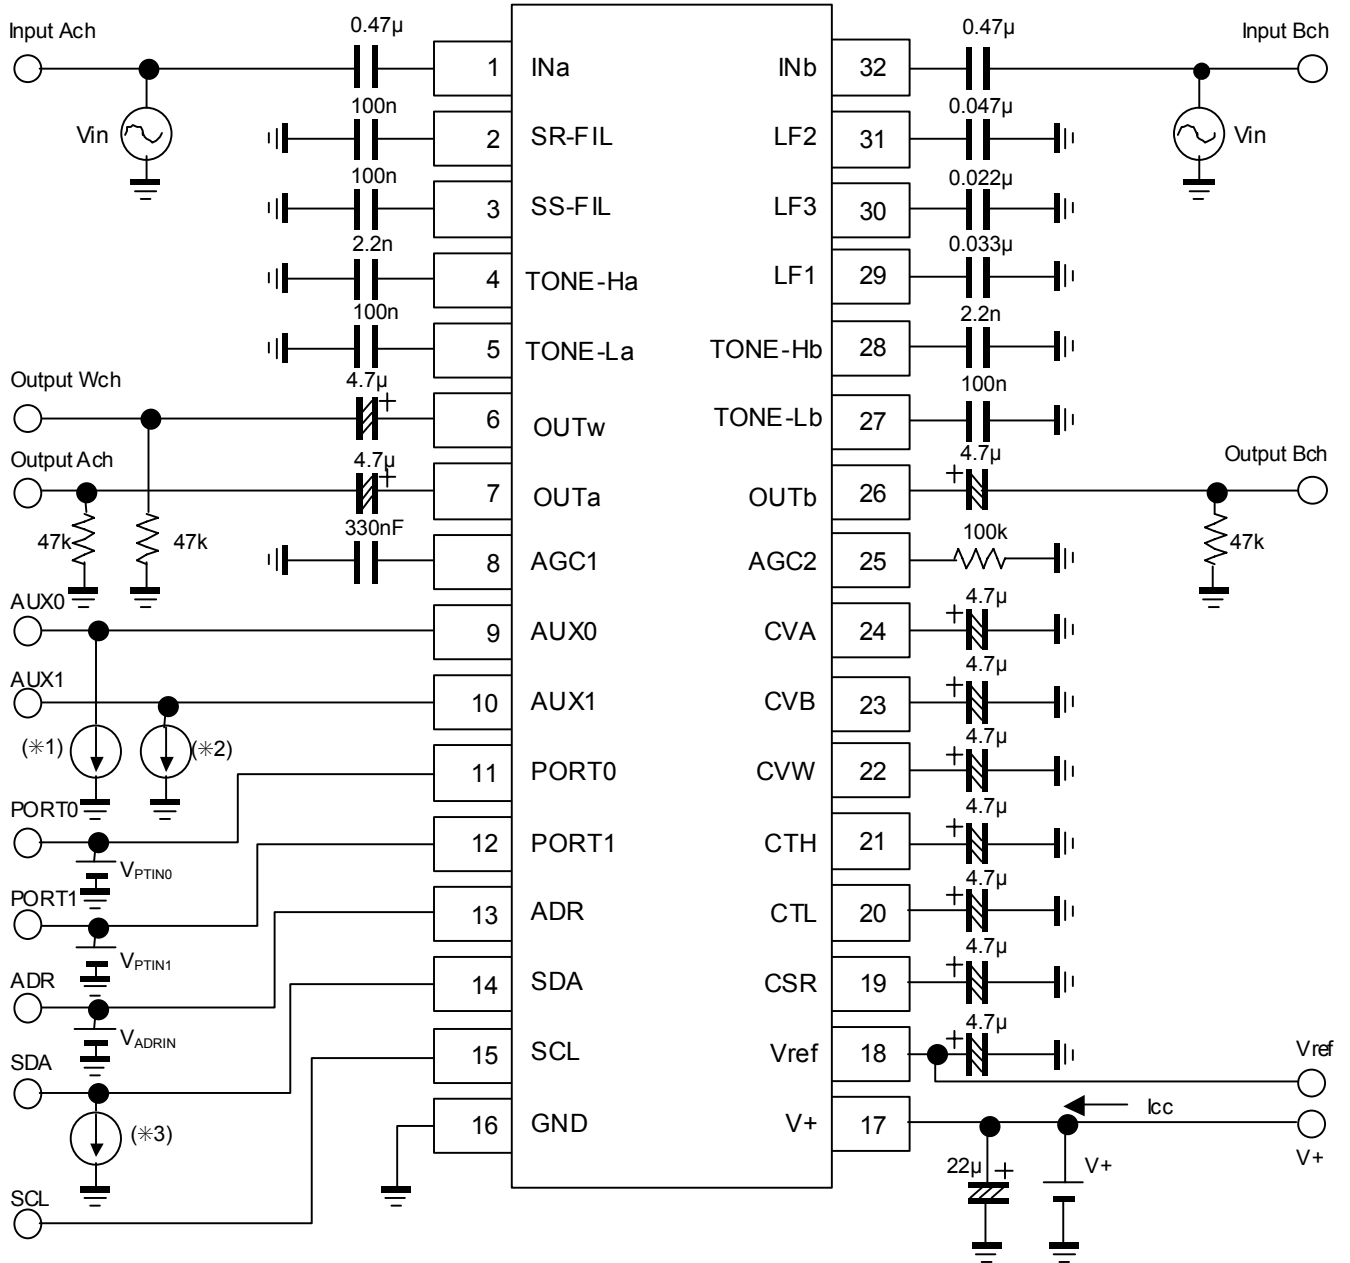 Input Ach
0.47µ
0.47µ
Input Bch
1 INa
INb 32
Vin
100n
0.047µ
Vin
2 SR-FIL
LF2 31
100n
0.022µ
3 SS-FIL
LF3 30
2.2n
0.033µ
4 TONE-Ha
LF1 29
100n
2.2n
5 TONE-La
TONE-Hb 28
Output Wch
4.7µ
+
100n
6 OUTw
TONE-Lb 27
Output Ach
4.7µ
+
4.7µ
+
Output Bch
7 OUTa
OUTb 26
47k
47k
330nF
100k
47k
8 AGC1
AGC2 25
AUX0
4.7µ
+
9 AUX0
CVA 24
AUX1
4.7µ
+
10 AUX1
CVB 23
(✳1)
(✳2)
4.7µ
+
11 PORT0
CVW 22
PORT0
4.7µ
+
12 PORT1
CTH 21
VPTIN0
PORT1
4.7µ
+
13 ADR
CTL 20
VPTIN1
ADR
4.7µ
+
14 SDA
CSR 19
VADRIN
SDA
4.7µ
+
15 SCL
Vref 18
Vref
(✳3)
16 GND
V+ 17
Icc
V+
22µ
+
V+
SCL